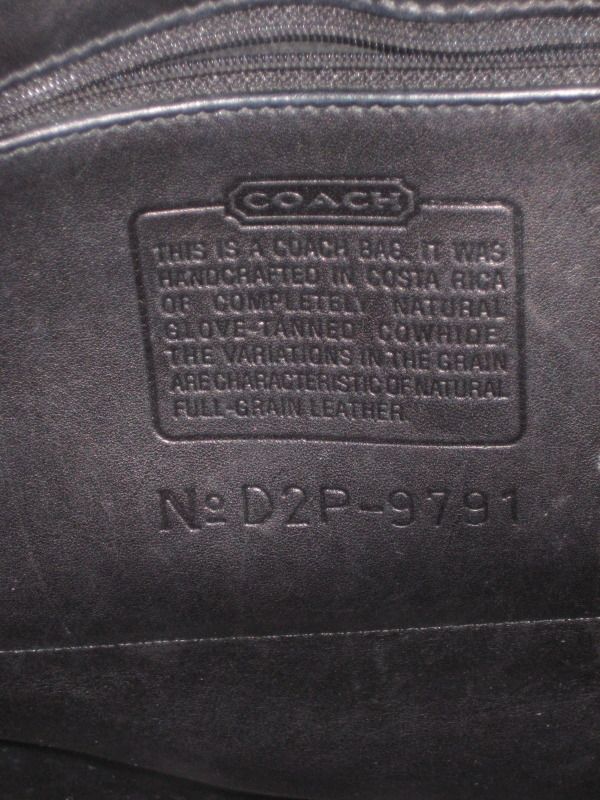 COACH
THIS IS A COACH BAG. IT WAS
HANDCRAFTED IN COSTA RICA
OF COMPLETELY NATURAL
GLOVE-TANNED COWHIDE.
THE VARIATIONS IN THE GRAIN
ARE CHARACTERISTIC OF NATURAL
FULL-GRAIN LEATHER.
№ D2P-9791